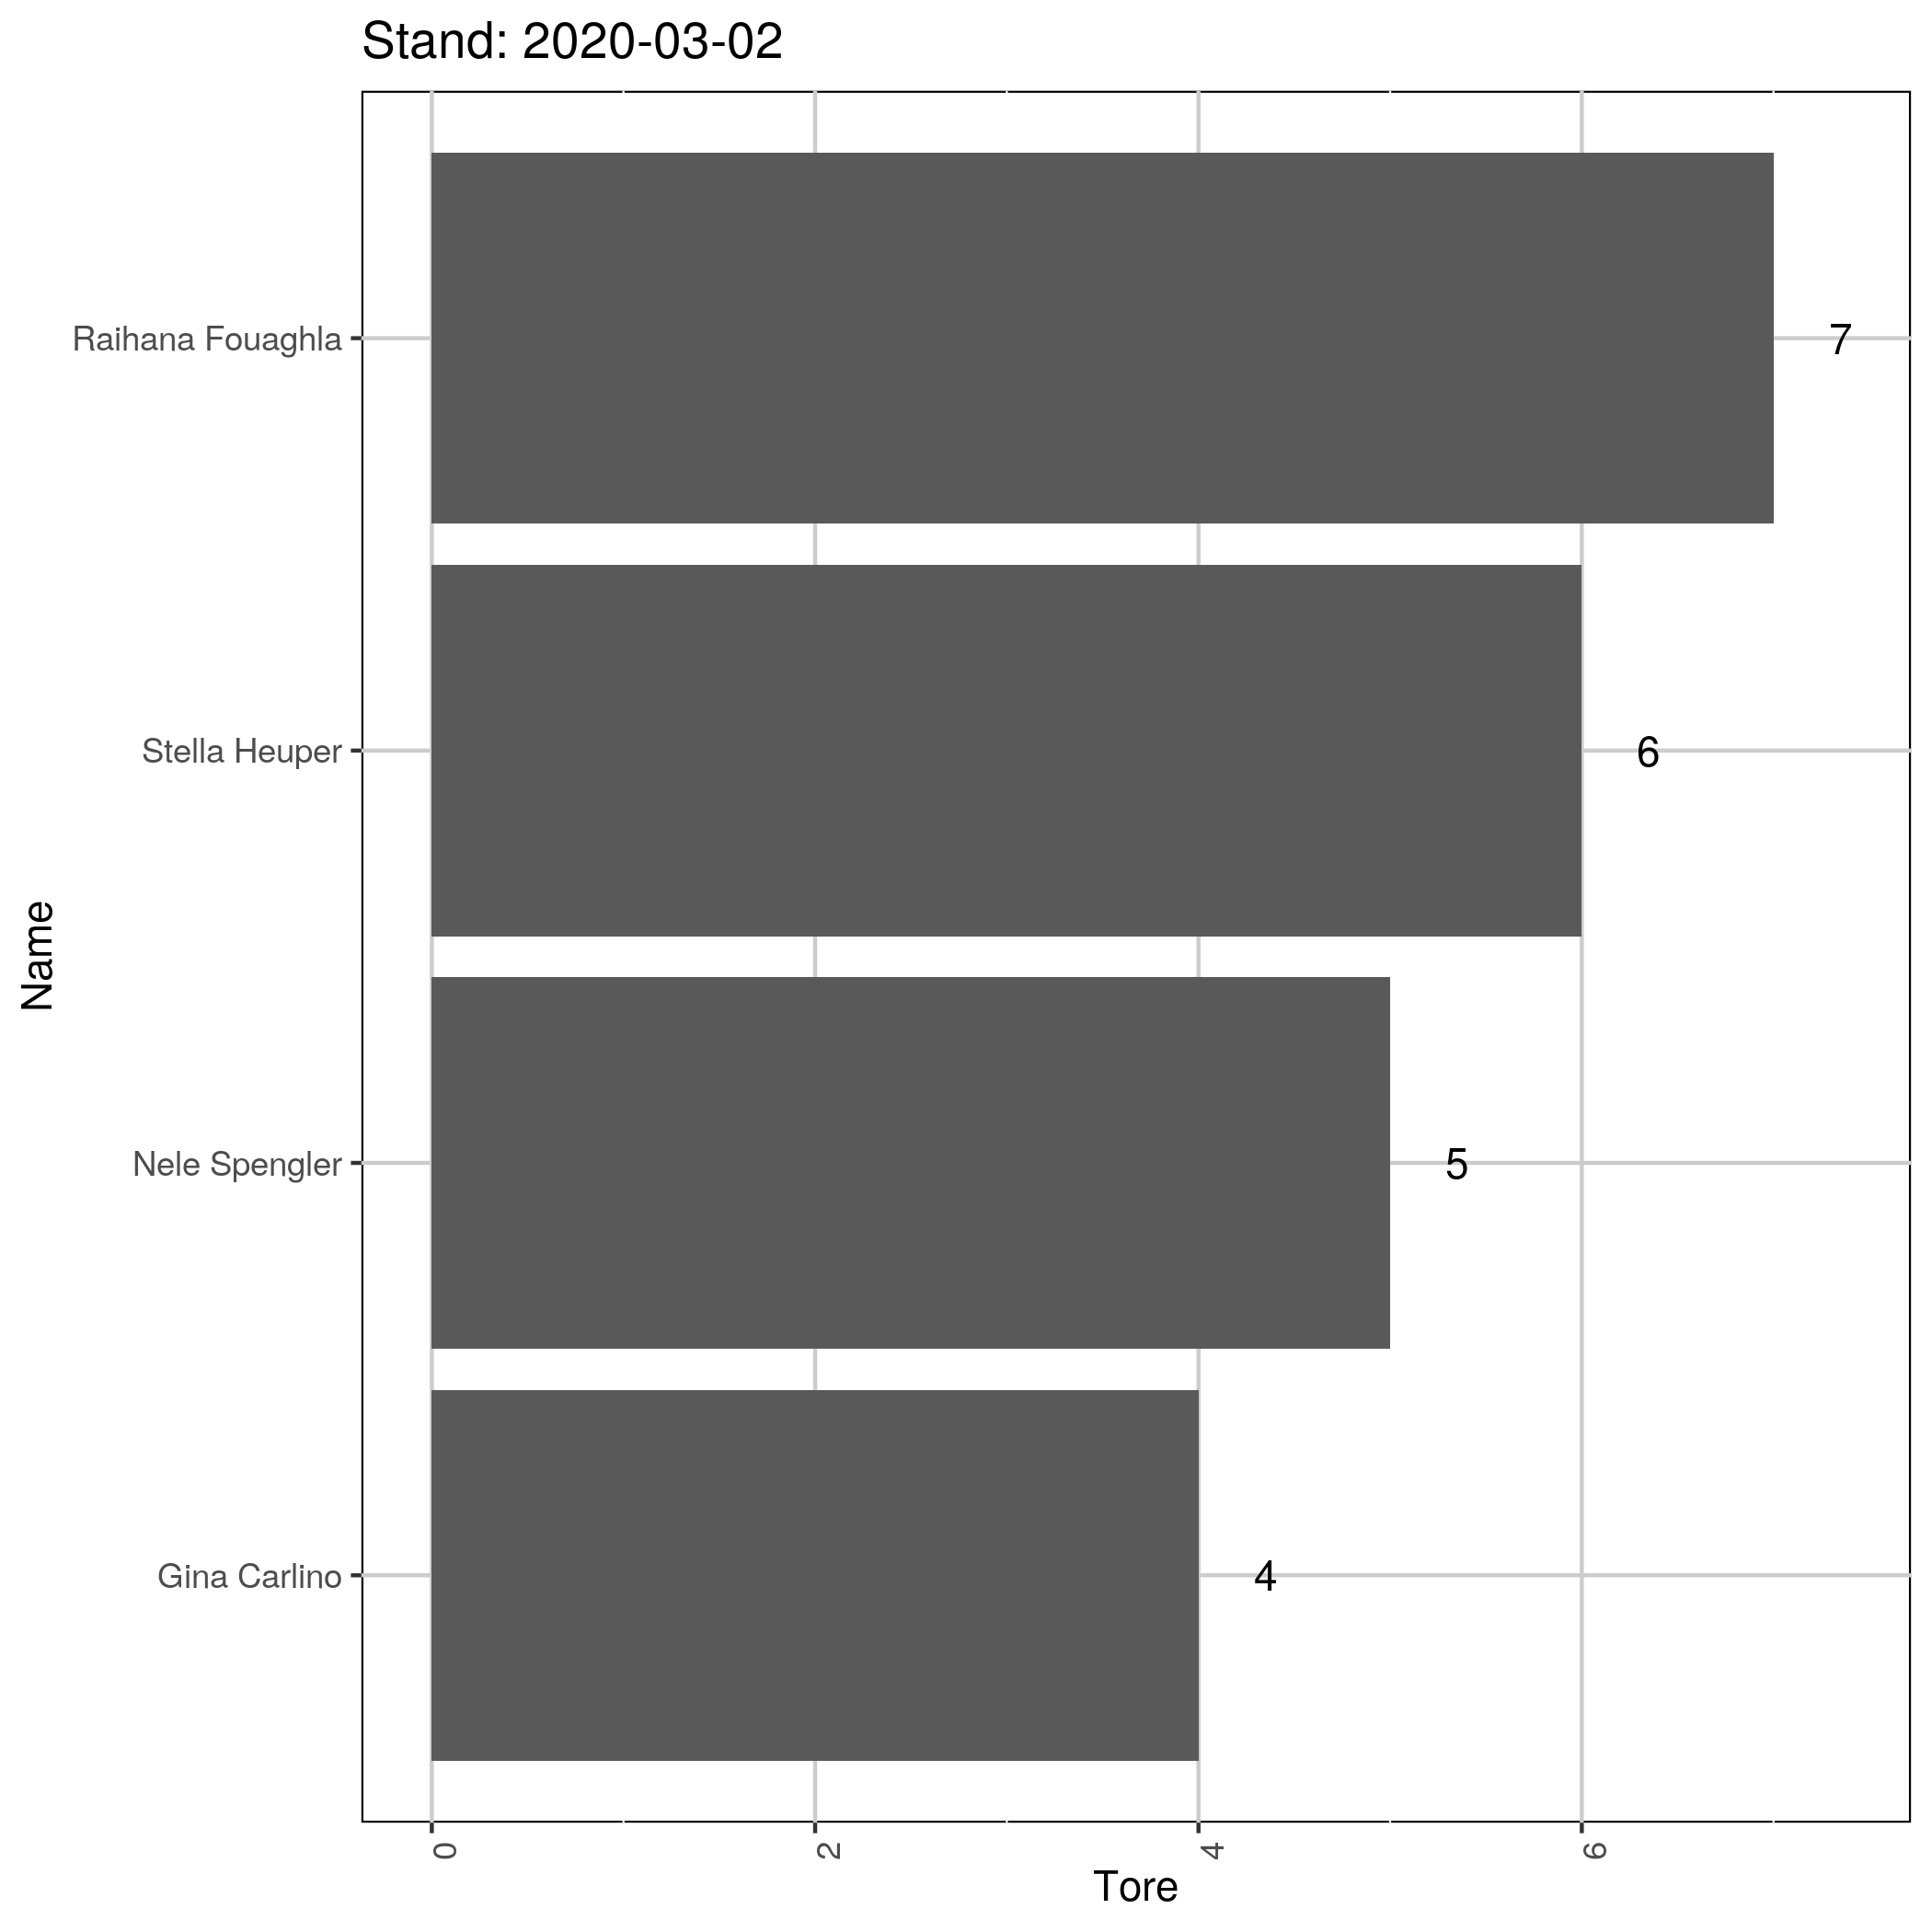 Stand: 2020-03-02
Name
Raihana Fouaghla
7
Stella Heuper
6
Nele Spengler
5
Gina Carlino
4
0 2 4 6
Tore